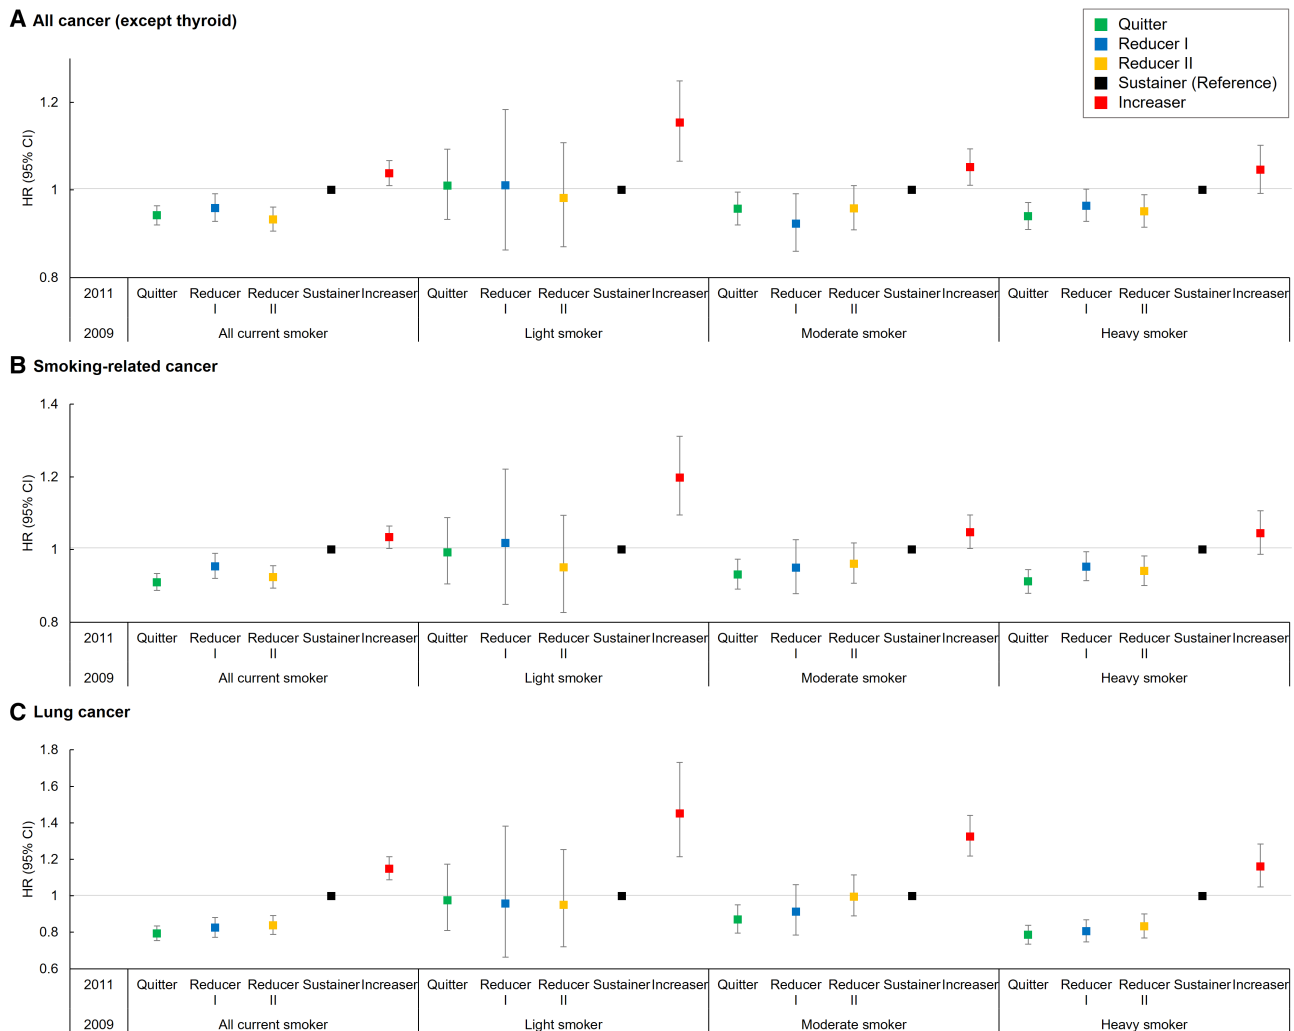 A All cancer (except thyroid)
Quitter
Reducer I
Reducer II
Sustainer (Reference)
Increaser
HR (95% CI)
1.2
1
0.8
2011 Quitter Reducer I Reducer II Sustainer Increaser Quitter Reducer I Reducer II Sustainer Increaser Quitter Reducer I Reducer II Sustainer Increaser Quitter Reducer I Reducer II Sustainer Increaser
2009 All current smoker Light smoker Moderate smoker Heavy smoker
B Smoking-related cancer
HR (95% CI)
1.4
1.2
1
0.8
2011 Quitter Reducer I Reducer II Sustainer Increaser Quitter Reducer I Reducer II Sustainer Increaser Quitter Reducer I Reducer II Sustainer Increaser Quitter Reducer I Reducer II Sustainer Increaser
2009 All current smoker Light smoker Moderate smoker Heavy smoker
C Lung cancer
HR (95% CI)
1.8
1.6
1.4
1.2
1
0.8
0.6
2011 Quitter Reducer I Reducer II Sustainer Increaser Quitter Reducer I Reducer II Sustainer Increaser Quitter Reducer I Reducer II Sustainer Increaser Quitter Reducer I Reducer II Sustainer Increaser
2009 All current smoker Light smoker Moderate smoker Heavy smoker